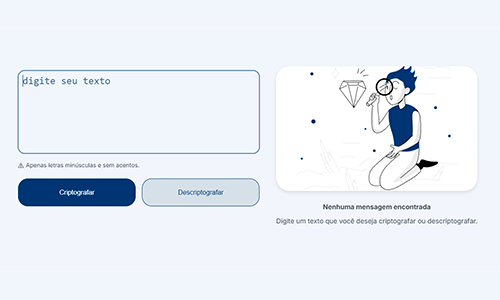 digite seu texto
⚠ Apenas letras minúsculas e sem acentos.
Criptografar
Descriptografar
Nenhuma mensagem encontrada
Digite um texto que você deseja criptografar ou descriptografar.